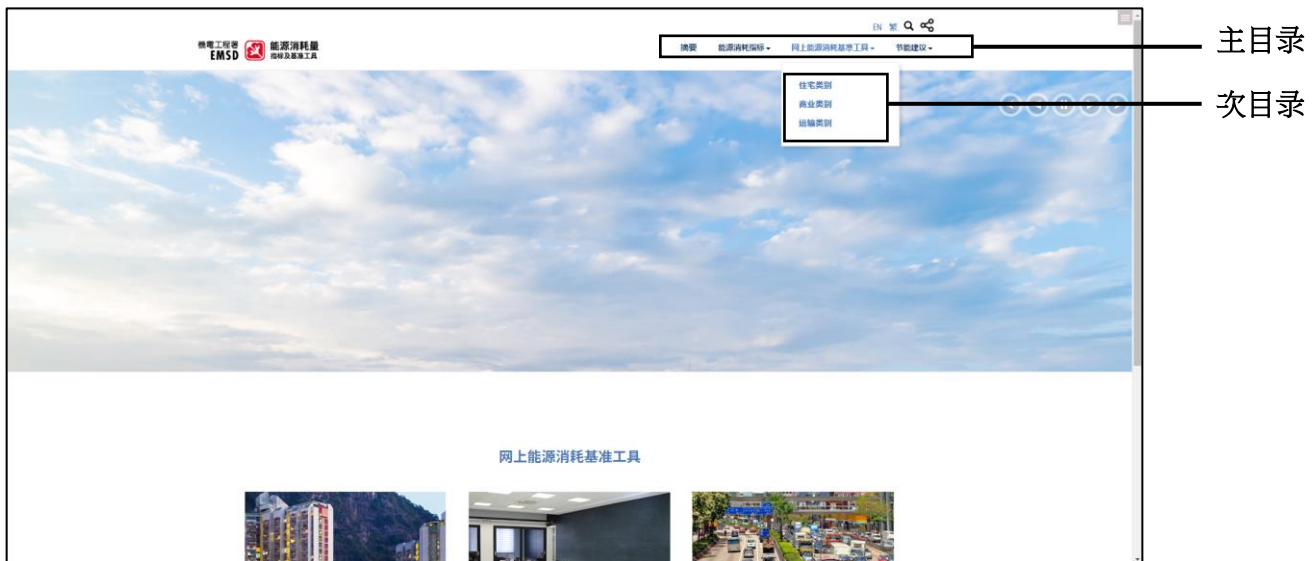 EN 繁
機電工程署
EMSD
能源消耗量
指标及基准工具
摘要 能源消耗指标 网上能源消耗基准工具 节能建议
主目录
住宅类别
商业类别
运输类别
次目录
网上能源消耗基准工具